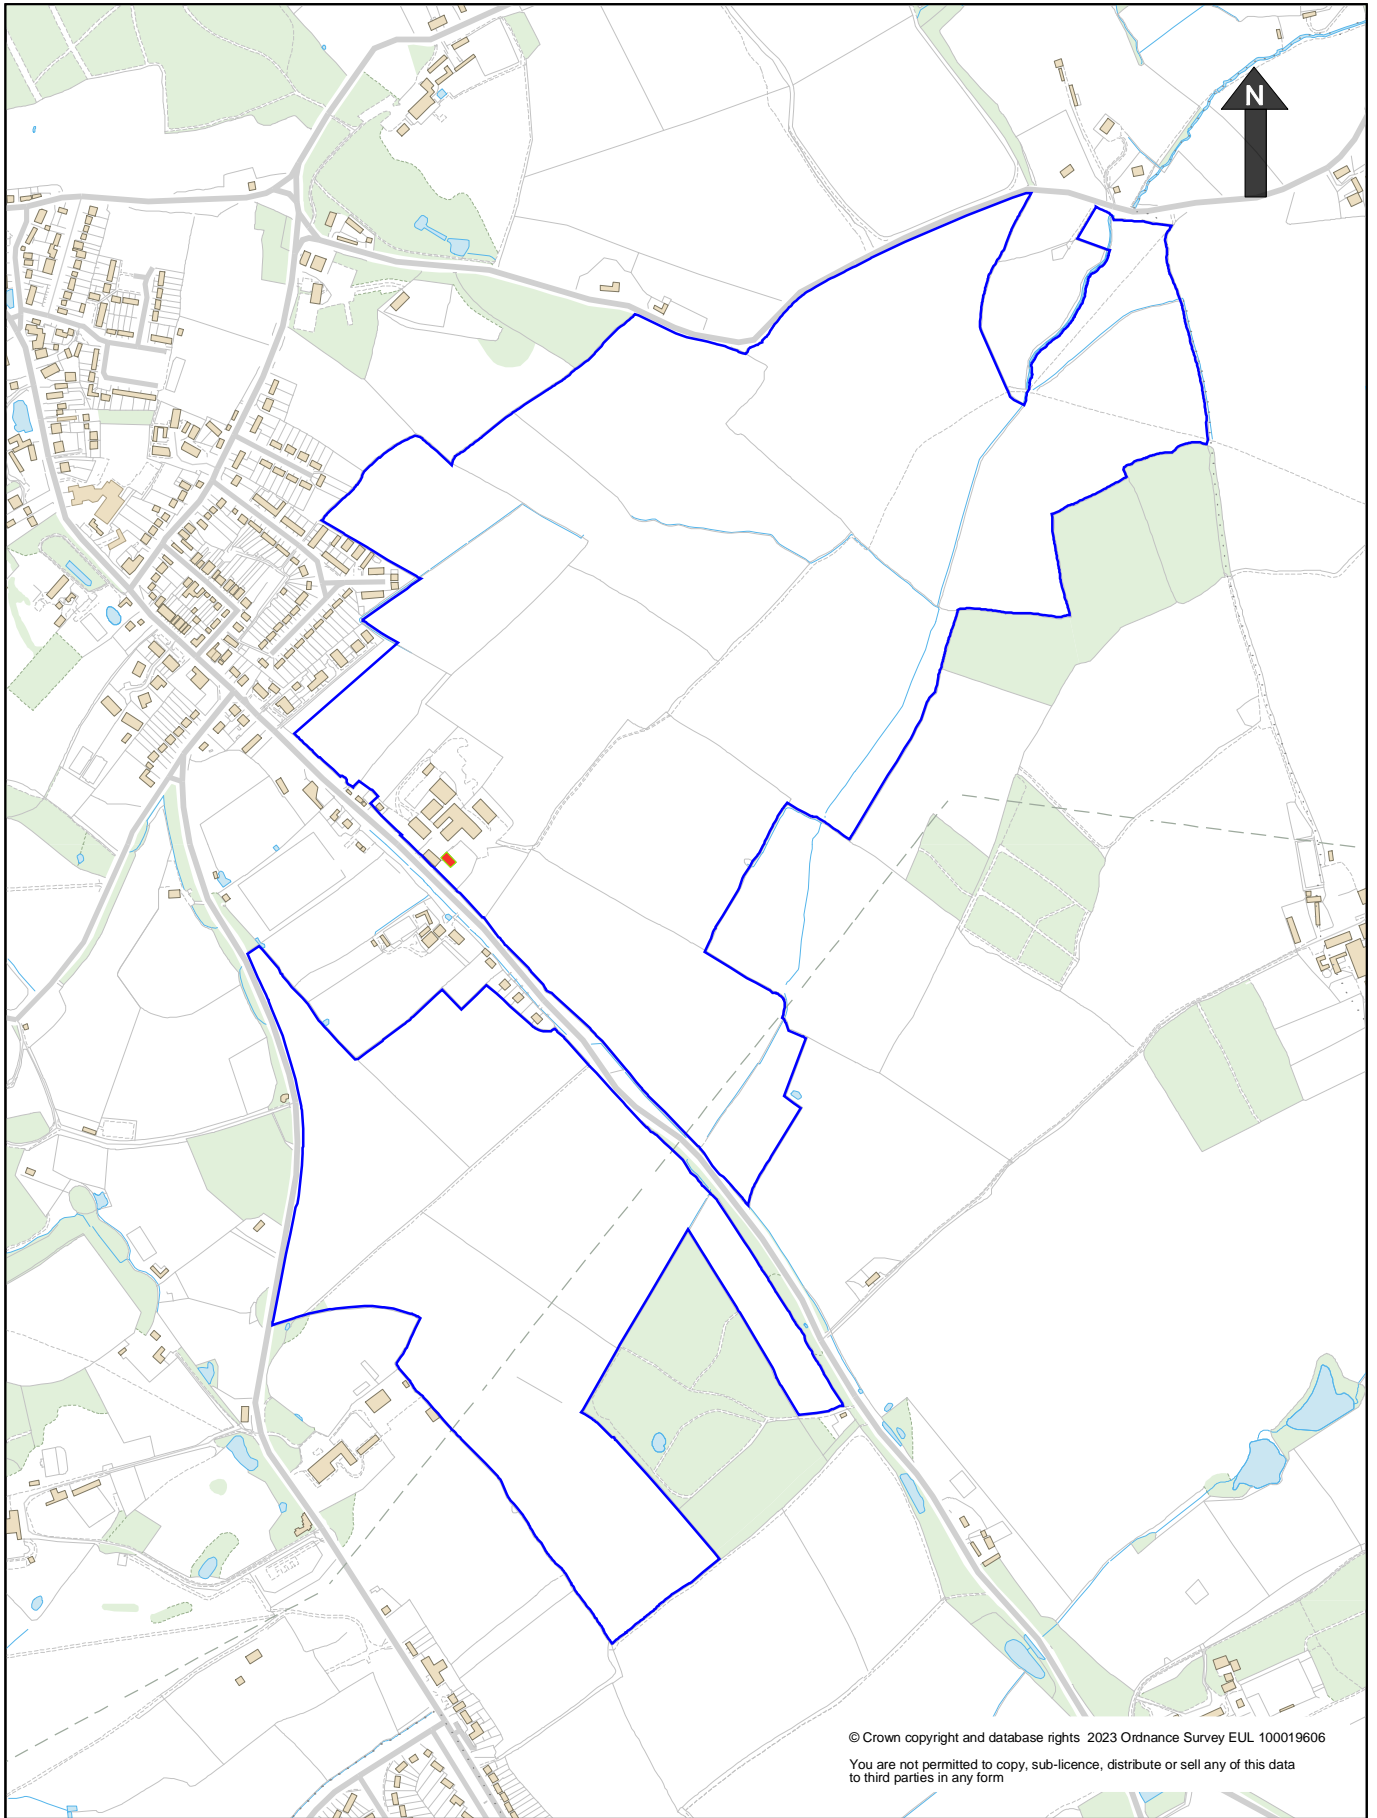 N
© Crown copyright and database rights 2023 Ordnance Survey EUL 100019606
You are not permitted to copy, sub-licence, distribute or sell any of this data
to third parties in any form